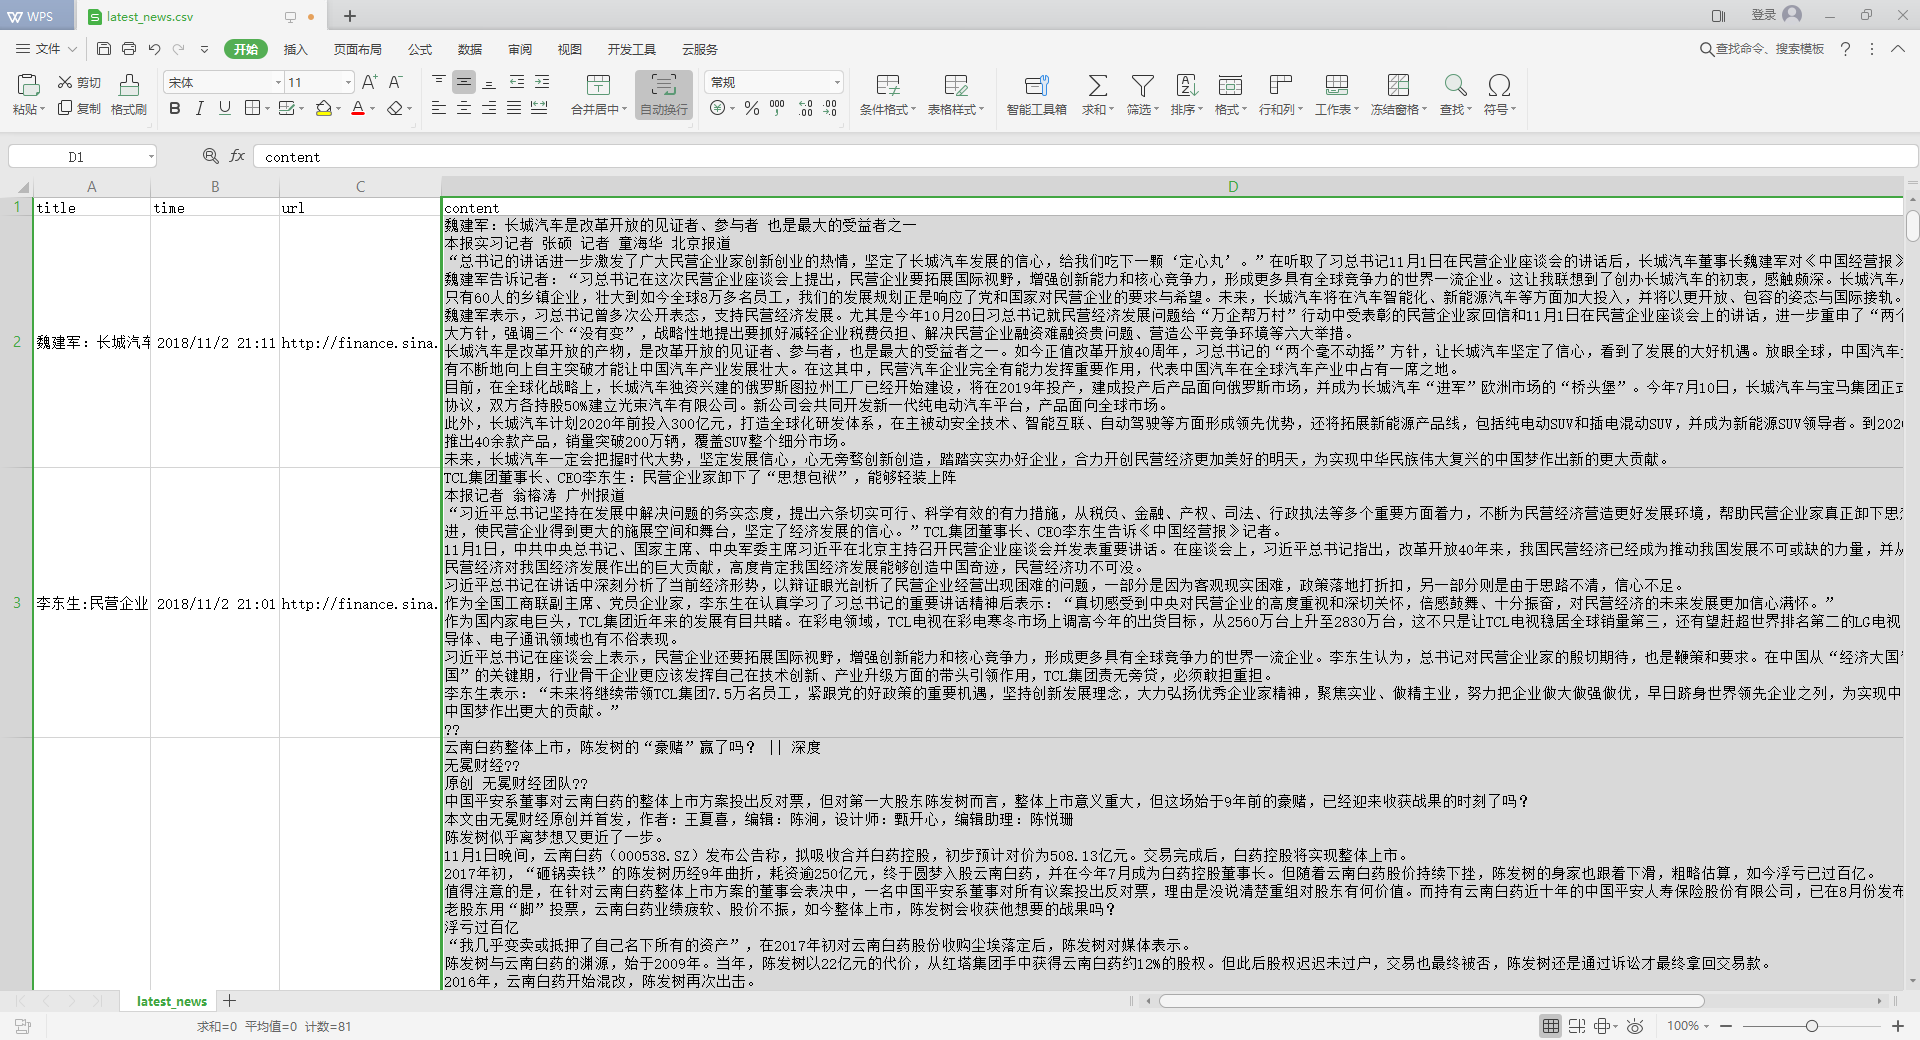 WPS latest_news.csv 登录
文件 开始 插入 页面布局 公式 数据 审阅 视图 开发工具 云服务 查找命令、搜索模板
剪切 宋体 11 常规
粘贴 复制 格式刷 合并居中 自动换行 条件格式 表格样式 智能工具箱 求和 筛选 排序 格式 行和列 工作表 冻结窗格 查找 符号
D1 fx content
A B C D
1 title time url content
魏建军：长城汽车是改革开放的见证者、参与者 也是最大的受益者之一
本报实习记者 张硕 记者 童海华 北京报道
“总书记的讲话进一步激发了广大民营企业家创新创业的热情，坚定了长城汽车发展的信心，给我们吃下一颗‘定心丸’。”在听取了习总书记11月1日在民营企业座谈会的讲话后，长城汽车董事长魏建军对《中国经营报》
魏建军告诉记者：“习总书记在这次民营企业座谈会上提出，民营企业要拓展国际视野，增强创新能力和核心竞争力，形成更多具有全球竞争力的世界一流企业。这让我联想到了创办长城汽车的初衷，感触颇深。长城汽车
只有60人的乡镇企业，壮大到如今全球8万多名员工，我们的发展规划正是响应了党和国家对民营企业的要求与希望。未来，长城汽车将在汽车智能化、新能源汽车等方面加大投入，并将以更开放、包容的姿态与国际接轨。
魏建军表示，习总书记曾多次公开表态，支持民营经济发展。尤其是今年10月20日习总书记就民营经济发展问题给“万企帮万村”行动中受表彰的民营企业家回信和11月1日在民营企业座谈会上的讲话，进一步重申了“两个
大方针，强调三个“没有变”，战略性地提出要抓好减轻企业税费负担、解决民营企业融资难融资贵问题、营造公平竞争环境等六大举措。
2 魏建军：长城汽车 2018/11/2 21:11 http://finance.sina.
长城汽车是改革开放的产物，是改革开放的见证者、参与者，也是最大的受益者之一。如今正值改革开放40周年，习总书记的“两个毫不动摇”方针，让长城汽车坚定了信心，看到了发展的大好机遇。放眼全球，中国汽车
有不断地向上自主突破才能让中国汽车产业发展壮大。在这其中，民营汽车企业完全有能力发挥重要作用，代表中国汽车在全球汽车产业中占有一席之地。
目前，在全球化战略上，长城汽车独资兴建的俄罗斯图拉州工厂已经开始建设，将在2019年投产，建成投产后产品面向俄罗斯市场，并成为长城汽车“进军”欧洲市场的“桥头堡”。今年7月10日，长城汽车与宝马集团正式
协议，双方各持股50%建立光束汽车有限公司。新公司会共同开发新一代纯电动汽车平台，产品面向全球市场。
此外，长城汽车计划2020年前投入300亿元，打造全球化研发体系，在主被动安全技术、智能互联、自动驾驶等方面形成领先优势，还将拓展新能源产品线，包括纯电动SUV和插电混动SUV，并成为新能源SUV领导者。到202
推出40余款产品，销量突破200万辆，覆盖SUV整个细分市场。
未来，长城汽车一定会把握时代大势，坚定发展信心，心无旁骛创新创造，踏踏实实办好企业，合力开创民营经济更加美好的明天，为实现中华民族伟大复兴的中国梦作出新的更大贡献。
TCL集团董事长、CEO李东生：民营企业家卸下了“思想包袱”，能够轻装上阵
本报记者 翁榕涛 广州报道
“习近平总书记坚持在发展中解决问题的务实态度，提出六条切实可行、科学有效的有力措施，从税负、金融、产权、司法、行政执法等多个重要方面着力，不断为民营经济营造更好发展环境，帮助民营企业家真正卸下思
进，使民营企业得到更大的施展空间和舞台，坚定了经济发展的信心。”TCL集团董事长、CEO李东生告诉《中国经营报》记者。
11月1日，中共中央总书记、国家主席、中央军委主席习近平在北京主持召开民营企业座谈会并发表重要讲话。在座谈会上，习近平总书记指出，改革开放40年来，我国民营经济已经成为推动我国发展不可或缺的力量，并从
民营经济对我国经济发展作出的巨大贡献，高度肯定我国经济发展能够创造中国奇迹，民营经济功不可没。
习近平总书记在讲话中深刻分析了当前经济形势，以辩证眼光剖析了民营企业经营出现困难的问题，一部分是因为客观现实困难，政策落地打折扣，另一部分则是由于思路不清，信心不足。
3 李东生:民营企业 2018/11/2 21:01 http://finance.sina.
作为全国工商联副主席、党员企业家，李东生在认真学习了习总书记的重要讲话精神后表示：“真切感受到中央对民营企业的高度重视和深切关怀，倍感鼓舞、十分振奋，对民营经济的未来发展更加信心满怀。”
作为国内家电巨头，TCL集团近年来的发展有目共睹。在彩电领域，TCL电视在彩电寒冬市场上调高今年的出货目标，从2560万台上升至2830万台，这不只是让TCL电视稳居全球销量第三，还有望赶超世界排名第二的LG电视
导体、电子通讯领域也有不俗表现。
习近平总书记在座谈会上表示，民营企业还要拓展国际视野，增强创新能力和核心竞争力，形成更多具有全球竞争力的世界一流企业。李东生认为，总书记对民营企业家的殷切期待，也是鞭策和要求。在中国从“经济大国
国”的关键期，行业骨干企业更应该发挥自己在技术创新、产业升级方面的带头引领作用，TCL集团责无旁贷，必须敢担重担。
李东生表示：“未来将继续带领TCL集团7.5万名员工，紧跟党的好政策的重要机遇，坚持创新发展理念，大力弘扬优秀企业家精神，聚焦实业、做精主业，努力把企业做大做强做优，早日跻身世界领先企业之列，为实现中
中国梦作出更大的贡献。”
??
云南白药整体上市，陈发树的“豪赌”赢了吗？ || 深度
无冕财经??
原创 无冕财经团队??
中国平安系董事对云南白药的整体上市方案投出反对票，但对第一大股东陈发树而言，整体上市意义重大，但这场始于9年前的豪赌，已经迎来收获战果的时刻了吗？
本文由无冕财经原创并首发，作者：王夏喜，编辑：陈涧，设计师：甄开心，编辑助理：陈悦珊
陈发树似乎离梦想又更近了一步。
11月1日晚间，云南白药（000538.SZ）发布公告称，拟吸收合并白药控股，初步预计对价为508.13亿元。交易完成后，白药控股将实现整体上市。
2017年初，“砸锅卖铁”的陈发树历经9年曲折，耗资逾250亿元，终于圆梦入股云南白药，并在今年7月成为白药控股董事长。但随着云南白药股价持续下挫，陈发树的身家也跟着下滑，粗略估算，如今浮亏已过百亿。
值得注意的是，在针对云南白药整体上市方案的董事会表决中，一名中国平安系董事对所有议案投出反对票，理由是没说清楚重组对股东有何价值。而持有云南白药近十年的中国平安人寿保险股份有限公司，已在8月份发布
老股东用“脚”投票，云南白药业绩疲软、股价不振，如今整体上市，陈发树会收获他想要的战果吗？
浮亏过百亿
“我几乎变卖或抵押了自己名下所有的资产”，在2017年初对云南白药股份收购尘埃落定后，陈发树对媒体表示。
陈发树与云南白药的渊源，始于2009年。当年，陈发树以22亿元的代价，从红塔集团手中获得云南白药约12%的股权。但此后股权迟迟未过户，交易也最终被否，陈发树还是通过诉讼才最终拿回交易款。
2016年，云南白药开始混改，陈发树再次出击。
latest_news
求和=0 平均值=0 计数=81 100%